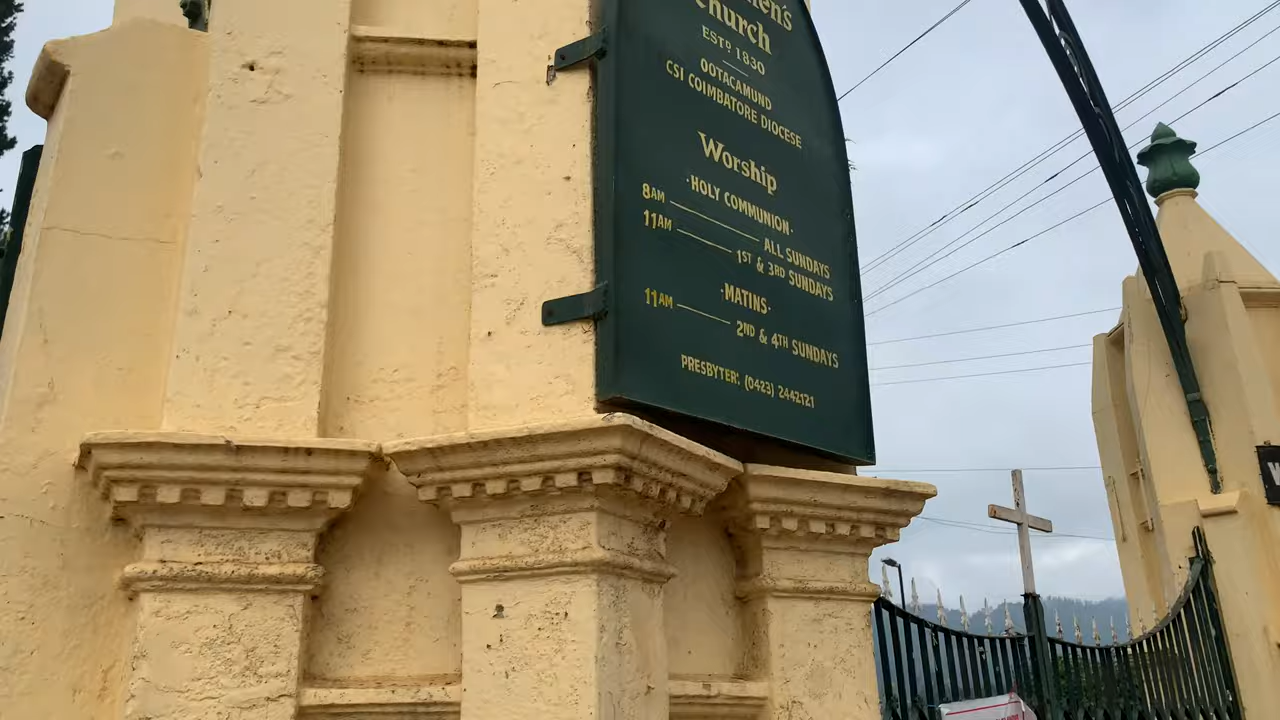 Church
ESTD 1830
OOTACAMUND
CSI COIMBATORE DIOCESE
Worship
·HOLY COMMUNION·
8AM — ALL SUNDAYS
11AM — 1ST & 3RD SUNDAYS
·MATINS·
11AM — 2ND & 4TH SUNDAYS
PRESBYTER: (0423) 2442121